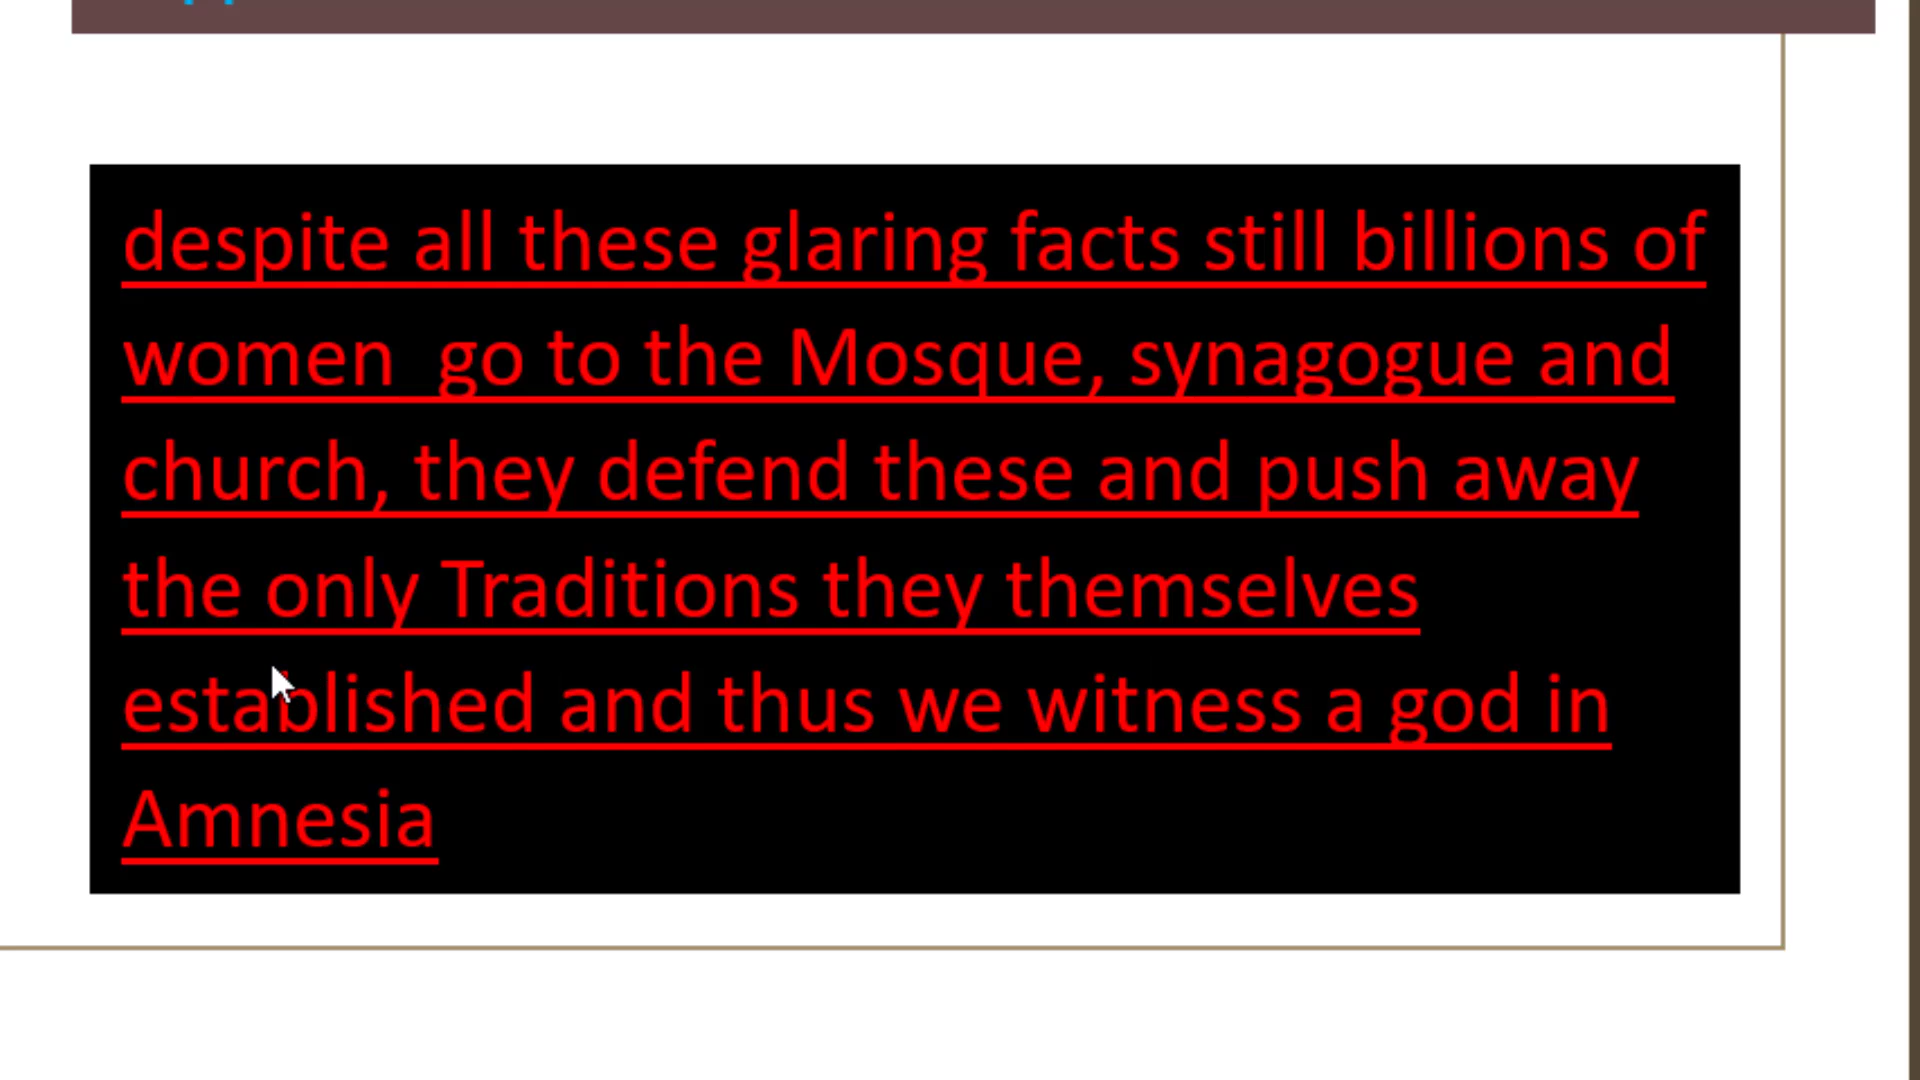 despite all these glaring facts still billions of
women  go to the Mosque, synagogue and
church, they defend these and push away
the only Traditions they themselves
established and thus we witness a god in
Amnesia